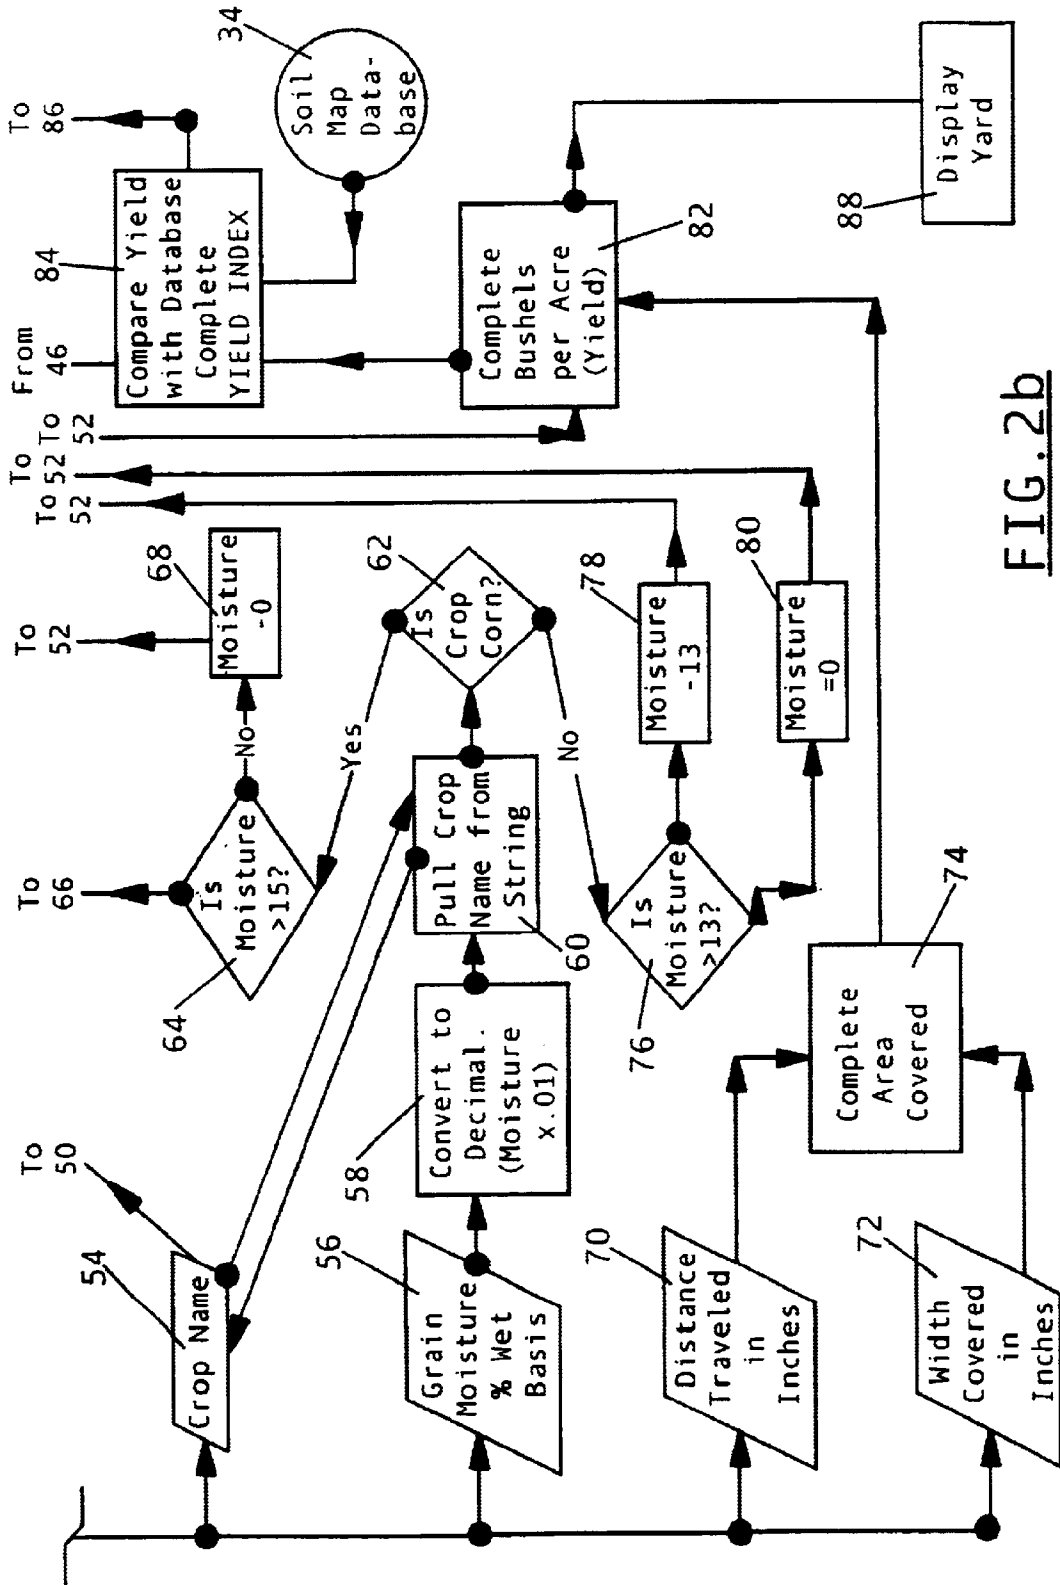 To
50
54
Crop Name
To
66
64
Is
Moisture
>15?
No
To
52
68
Moisture
-0
Yes
56
Grain
Moisture
% Wet
Basis
58
Convert to
Decimal.
(Moisture
x.01)
60
Pull Crop
Name from
String
62
Is
Crop
Corn?
No
70
Distance
Traveled
in
Inches
72
Width
Covered
in
Inches
74
Complete
Area
Covered
76
Is
Moisture
>13?
78
Moisture
-13
80
Moisture
=0
To
52
To
52
To
52
From
46
84
Compare Yield
With Database
Complete
YIELD INDEX
To
86
34
Soil
Map
Data-
base
Complete
Bushels
per Acre
(Yield)
82
88
Display
Yard
FIG.2b